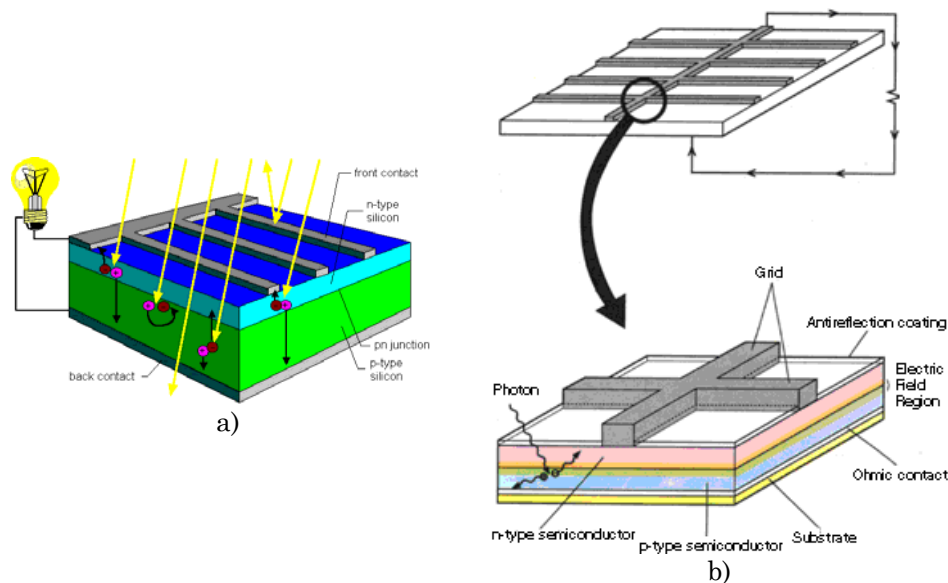 front contact
n-type
silicon
pn junction
p-type
silicon
back contact
a)
Grid
Antireflection coating
Electric
Field
Region
Photon
Ohmic contact
n-type semiconductor
p-type semiconductor
Substrate
b)